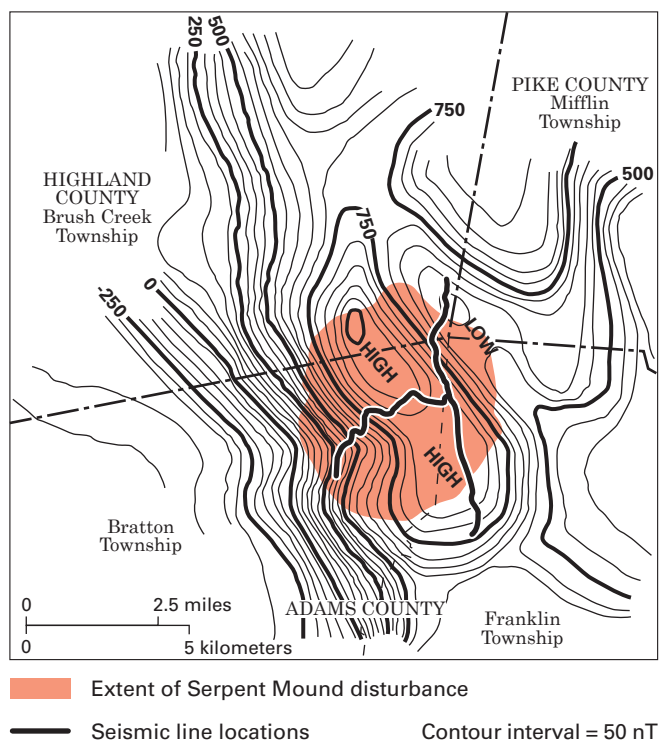 250
500
PIKE COUNTY
Mifflin
Township
750
HIGHLAND
COUNTY
Brush Creek
Township
500
750
0
-250
LOW
HIGH
HIGH
Bratton
Township
0 2.5 miles
0 5 kilometers
ADAMS COUNTY
Franklin
Township
Extent of Serpent Mound disturbance
Seismic line locations
Contour interval = 50 nT